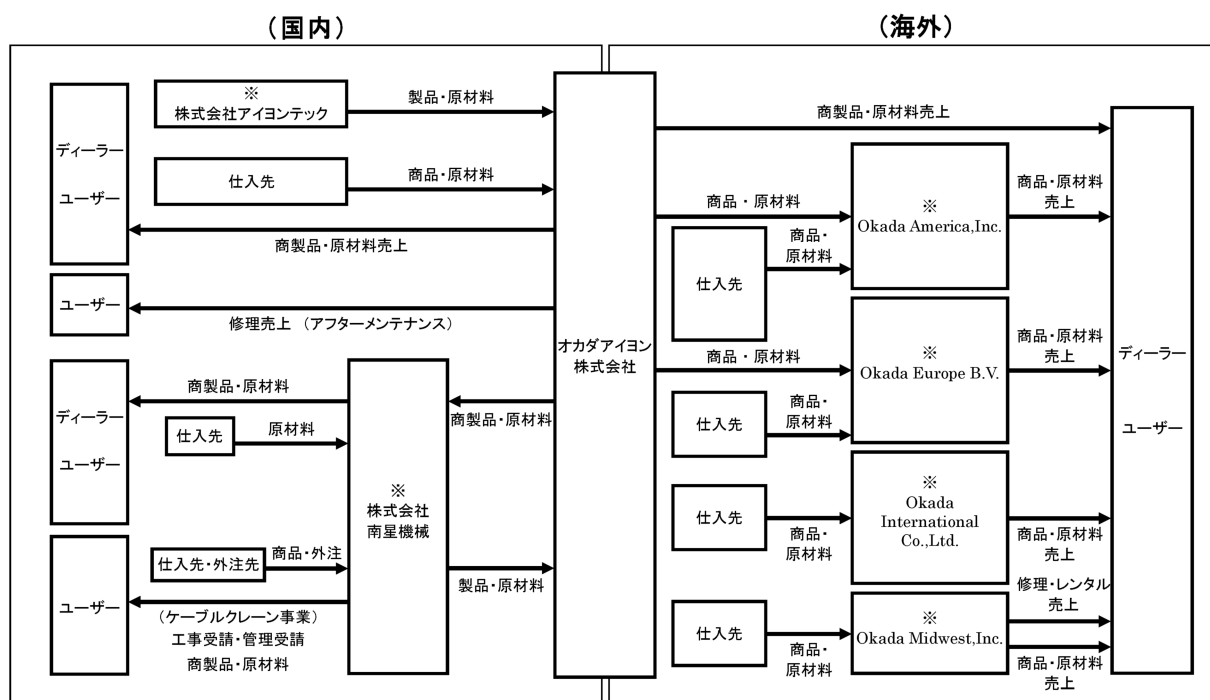 （国内）
（海外）
※
株式会社アイヨンテック
製品・原材料
仕入先
商品・原材料
ディーラー
ユーザー
商製品・原材料売上
ユーザー
修理売上 （アフターメンテナンス）
ディーラー
ユーザー
商製品・原材料
仕入先
原材料
※
株式会社
南星機械
商製品・原材料
仕入先・外注先
商品・外注
製品・原材料
ユーザー
（ケーブルクレーン事業）
工事受請・管理受請
商製品・原材料
オカダアイヨン
株式会社
商製品・原材料売上
商品 ・ 原材料
※
Okada America,Inc.
商品・原材料
売上
仕入先
商品・
原材料
商品 ・ 原材料
※
Okada Europe B.V.
商品・原材料
売上
仕入先
商品・
原材料
仕入先
商品・
原材料
※
Okada
International
Co.,Ltd.
商品・原材料
売上
仕入先
商品・
原材料
※
Okada Midwest,Inc.
修理・レンタル
売上
商品・原材料
売上
ディーラー
ユーザー